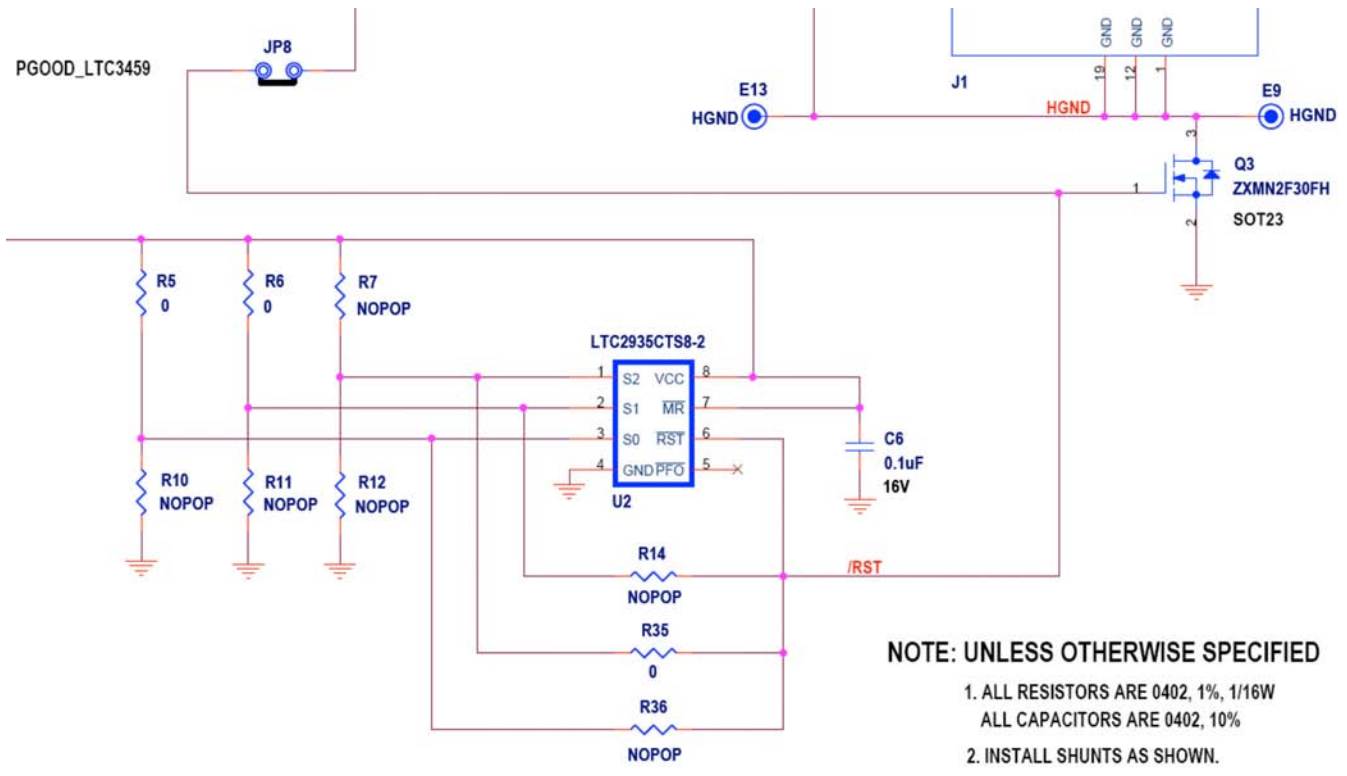 JP8
PGOOD_LTC3459
GND
GND
GND
19
12
1
J1
E13
HGND
HGND
E9
HGND
3
Q3
1
ZXMN2F30FH
2
SOT23
R5
0
R6
0
R7
NOPOP
LTC2935CTS8-2
1 S2 VCC 8
2 S1 MR 7
3 S0 RST 6
4 GND PFO 5
U2
C6
0.1uF
16V
R10
NOPOP
R11
NOPOP
R12
NOPOP
R14
NOPOP
/RST
R35
0
R36
NOPOP
NOTE: UNLESS OTHERWISE SPECIFIED
1. ALL RESISTORS ARE 0402, 1%, 1/16W
ALL CAPACITORS ARE 0402, 10%
2. INSTALL SHUNTS AS SHOWN.